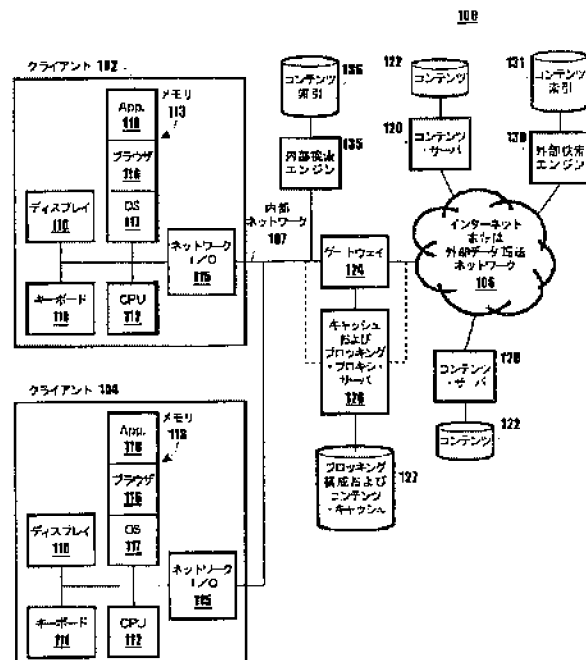 100
クライアント 102
App.
メモリ
113
ブラウザ
116
ディスプレイ
110
OS
117
ネットワーク
I/O
115
キーボード
CPU
112
内部
ネットワーク
107
コンテンツ
索引
136
内部検索
エンジン
135
コンテンツ
122
コンテンツ
・サーバ
120
コンテンツ
索引
131
外部検索
エンジン
130
インターネット
または
外部データ伝送
ネットワーク
106
ゲートウェイ
124
キャッシュ
および
ブロッキング
・プロキシ・
サーバ
126
ブロッキング
構成および
コンテンツ
・キャッシュ
127
コンテンツ
・サーバ
120
コンテンツ
122
クライアント 104
App.
メモリ
113
ブラウザ
116
ディスプレイ
110
OS
117
ネットワーク
I/O
115
キーボード
111
CPU
112